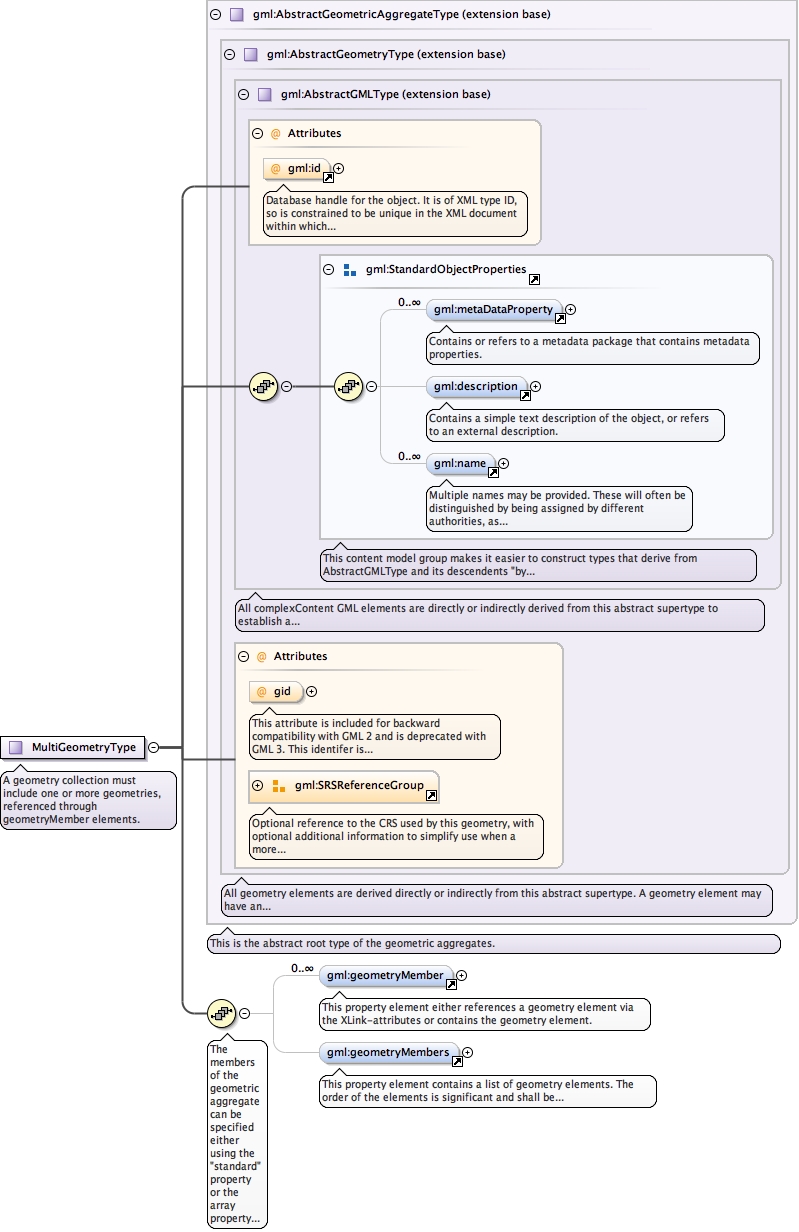 gml:AbstractGeometricAggregateType (extension base)
gml:AbstractGeometryType (extension base)
gml:AbstractGMLType (extension base)
@ Attributes
@ gml:id
Database handle for the object. It is of XML type ID,
so is constrained to be unique in the XML document
within which...
gml:StandardObjectProperties
0..∞
gml:metaDataProperty
Contains or refers to a metadata package that contains metadata
properties.
gml:description
Contains a simple text description of the object, or refers
to an external description.
0..∞
gml:name
Multiple names may be provided. These will often be
distinguished by being assigned by different
authorities, as...
This content model group makes it easier to construct types that derive from
AbstractGMLType and its descendents "by...
All complexContent GML elements are directly or indirectly derived from this abstract supertype to
establish a...
@ Attributes
@ gid
This attribute is included for backward
compatibility with GML 2 and is deprecated with
GML 3. This identifer is...
gml:SRSReferenceGroup
Optional reference to the CRS used by this geometry, with
optional additional information to simplify use when a
more...
All geometry elements are derived directly or indirectly from this abstract supertype. A geometry element may
have an...
This is the abstract root type of the geometric aggregates.
MultiGeometryType
A geometry collection must
include one or more geometries,
referenced through
geometryMember elements.
0..∞
gml:geometryMember
This property element either references a geometry element via
the XLink-attributes or contains the geometry element.
gml:geometryMembers
This property element contains a list of geometry elements. The
order of the elements is significant and shall be...
The
members
of the
geometric
aggregate
can be
specified
either
using the
"standard"
property
or the
array
property...